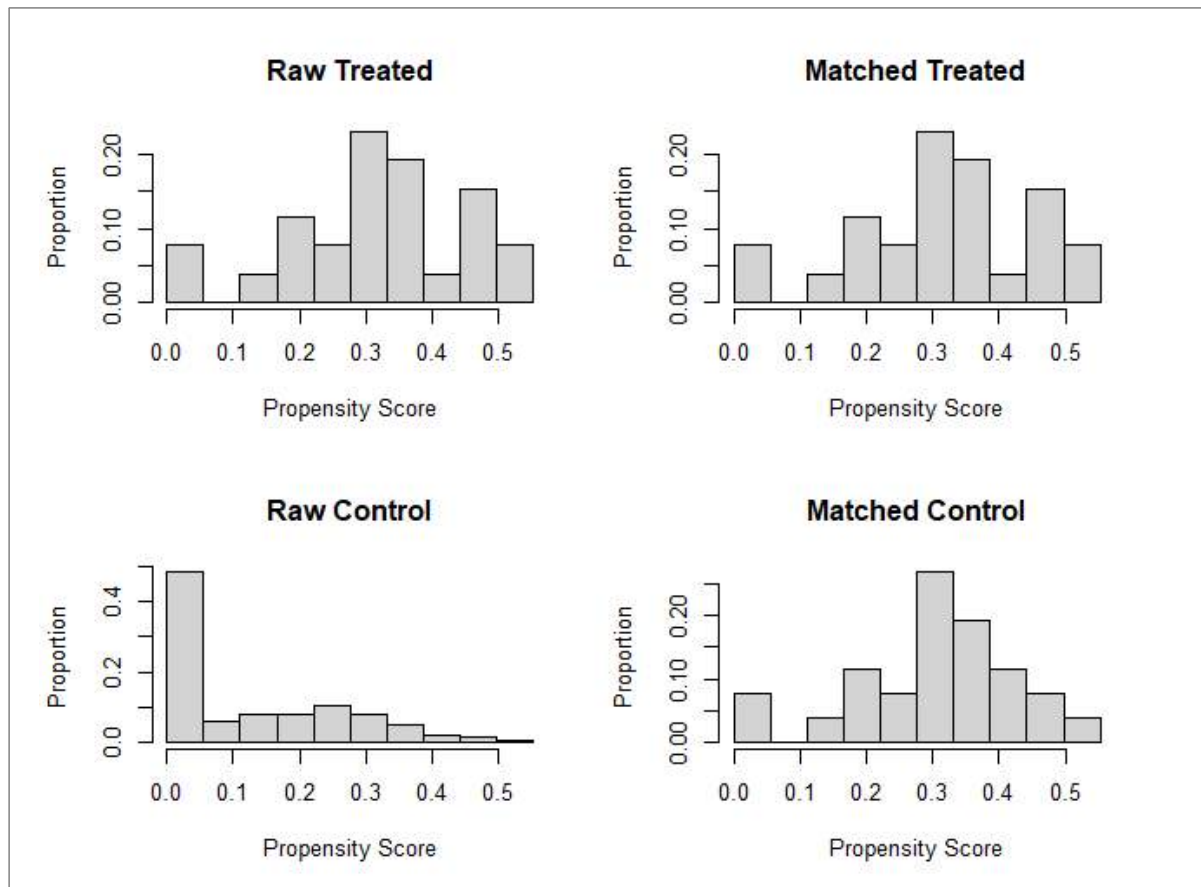 Raw Treated
Proportion
0.00 0.10 0.20
0.0 0.1 0.2 0.3 0.4 0.5
Propensity Score
Matched Treated
Proportion
0.00 0.10 0.20
0.0 0.1 0.2 0.3 0.4 0.5
Propensity Score
Raw Control
Proportion
0.0 0.2 0.4
0.0 0.1 0.2 0.3 0.4 0.5
Propensity Score
Matched Control
Proportion
0.00 0.10 0.20
0.0 0.1 0.2 0.3 0.4 0.5
Propensity Score